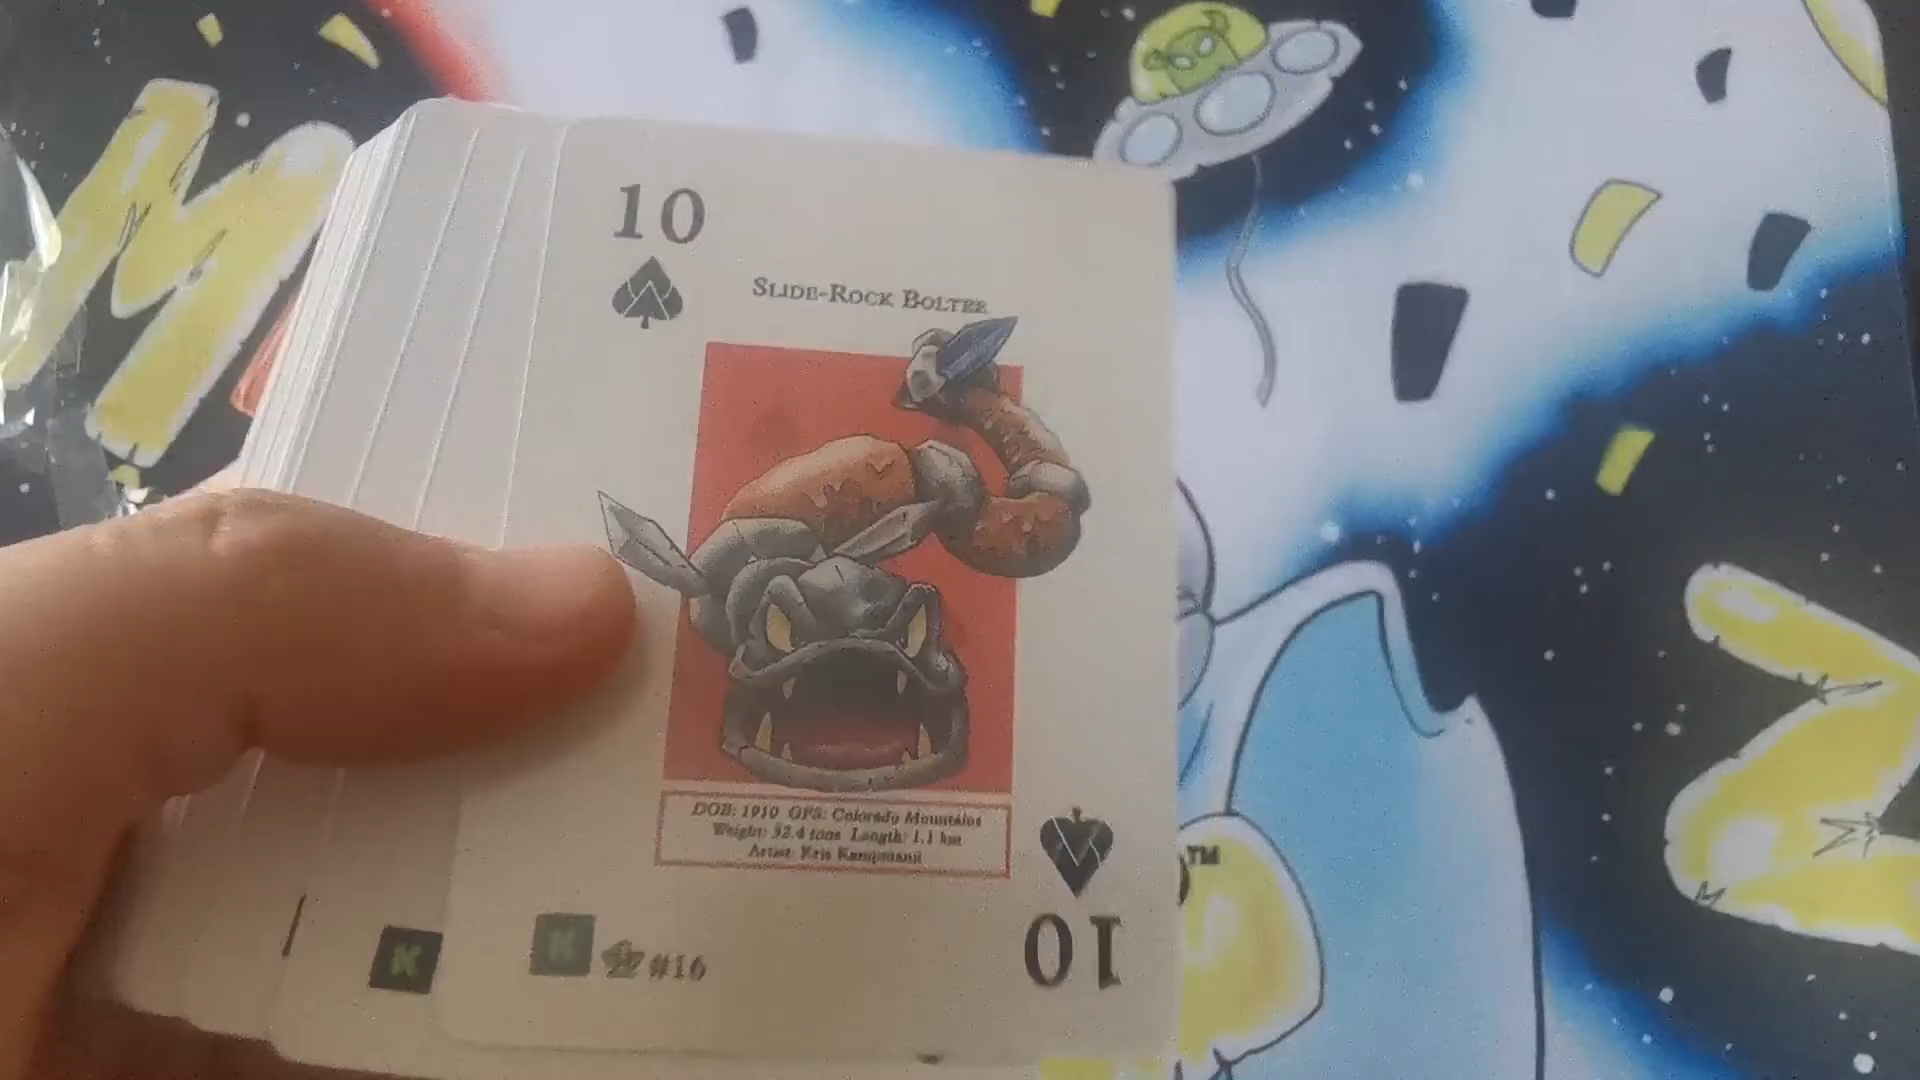 M
10
SLIDE-ROCK BOLTER
DOB: 1910 GPS: Colorado Mountains
Weight: 32.4 tons Length: 1.1 km
Artist: Kris
K
K
#16
10
TM
Z